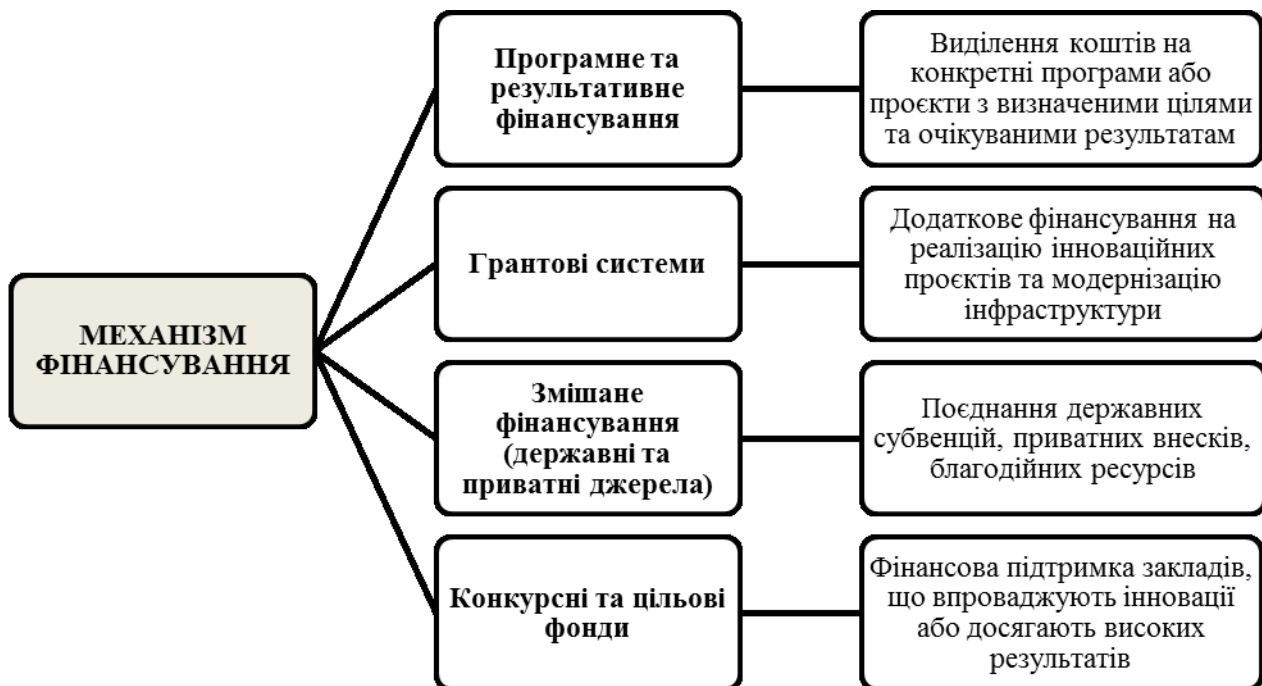 МЕХАНІЗМ
ФІНАНСУВАННЯ
Програмне та
результативне
фінансування
Виділення коштів на
конкретні програми або
проєкти з визначеними цілями
та очікуваними результатам
Грантові системи
Додаткове фінансування на
реалізацію інноваційних
проєктів та модернізацію
інфраструктури
Змішане
фінансування
(державні та
приватні джерела)
Поєднання державних
субвенцій, приватних внесків,
благодійних ресурсів
Конкурсні та цільові
фонди
Фінансова підтримка закладів,
що впроваджують інновації
або досягають високих
результатів